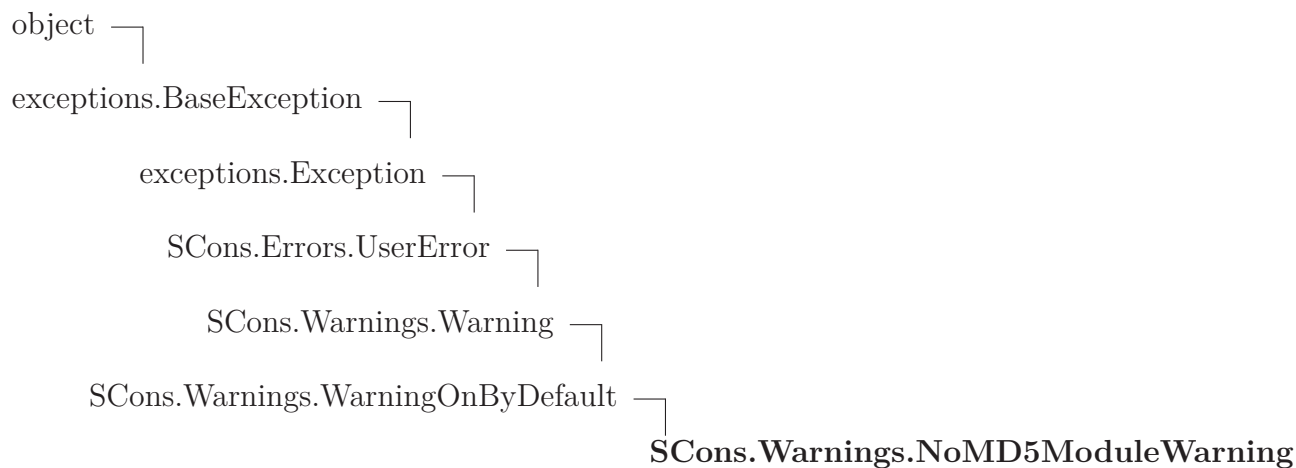 object
exceptions.BaseException
exceptions.Exception
SCons.Errors.UserError
SCons.Warnings.Warning
SCons.Warnings.WarningOnByDefault
SCons.Warnings.NoMD5ModuleWarning